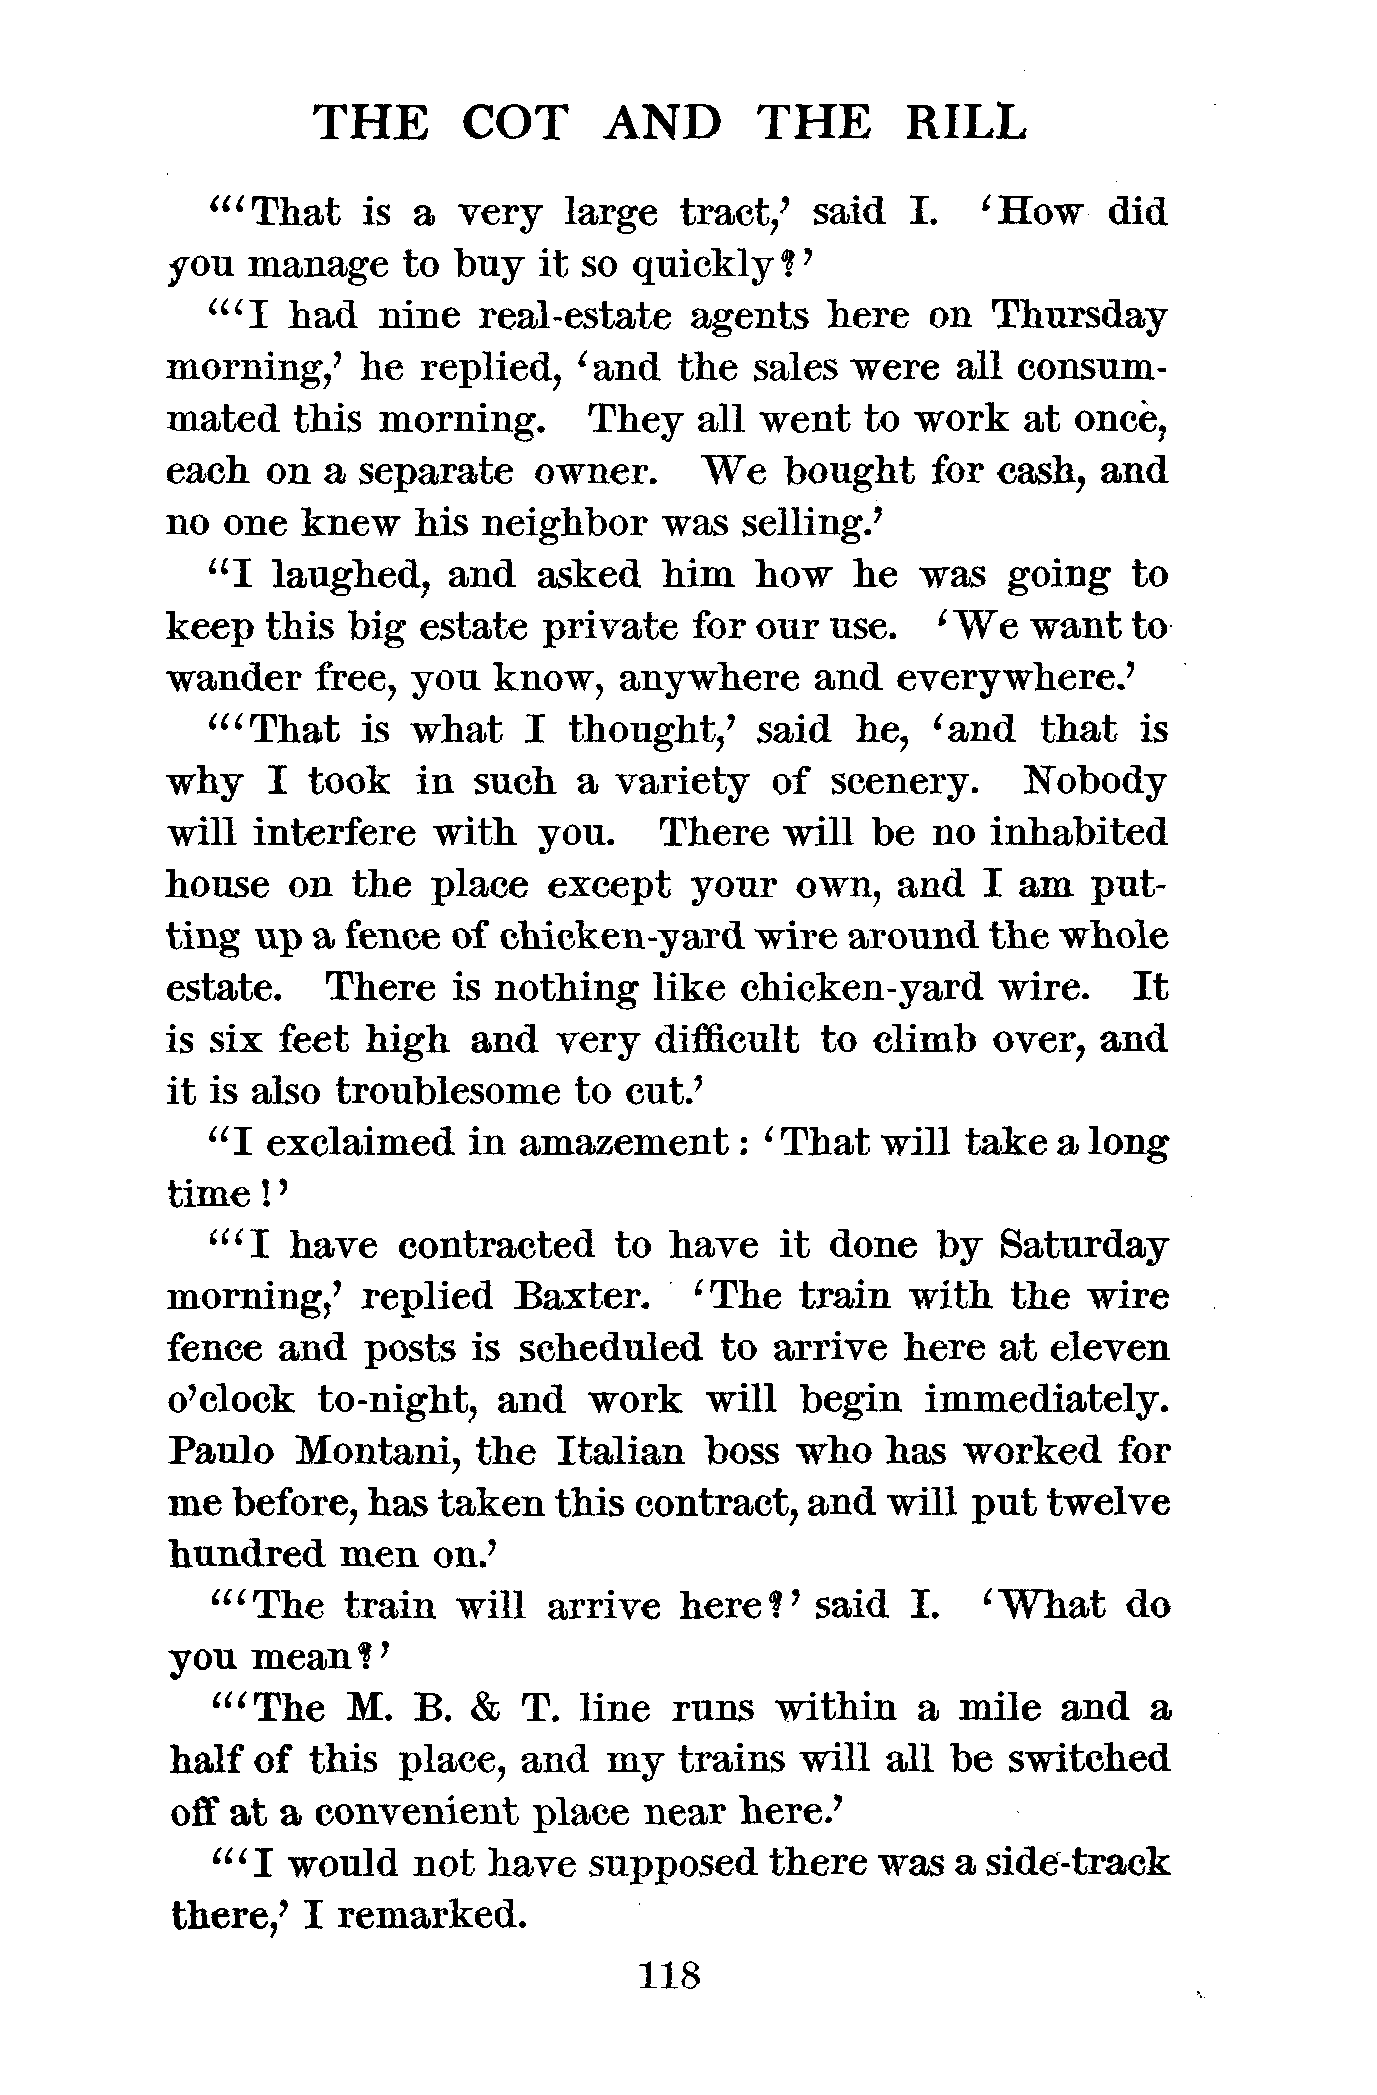 THE COT AND THE RILL
"'That is a very large tract,' said I. 'How did
you manage to buy it so quickly?'
"'I had nine real-estate agents here on Thursday
morning,' he replied, 'and the sales were all consum-
mated this morning. They all went to work at once,
each on a separate owner. We bought for cash, and
no one knew his neighbor was selling.'
"I laughed, and asked him how he was going to
keep this big estate private for our use. 'We want to
wander free, you know, anywhere and everywhere.'
"'That is what I thought,' said he, 'and that is
why I took in such a variety of scenery. Nobody
will interfere with you. There will be no inhabited
house on the place except your own, and I am put-
ting up a fence of chicken-yard wire around the whole
estate. There is nothing like chicken-yard wire. It
is six feet high and very difficult to climb over, and
it is also troublesome to cut.'
"I exclaimed in amazement: 'That will take a long
time!'
"'I have contracted to have it done by Saturday
morning,' replied Baxter. 'The train with the wire
fence and posts is scheduled to arrive here at eleven
o'clock to-night, and work will begin immediately.
Paulo Montani, the Italian boss who has worked for
me before, has taken this contract, and will put twelve
hundred men on.'
"'The train will arrive here?' said I. 'What do
you mean?'
"'The M. B. & T. line runs within a mile and a
half of this place, and my trains will all be switched
off at a convenient place near here.'
"'I would not have supposed there was a side-track
there,' I remarked.
118